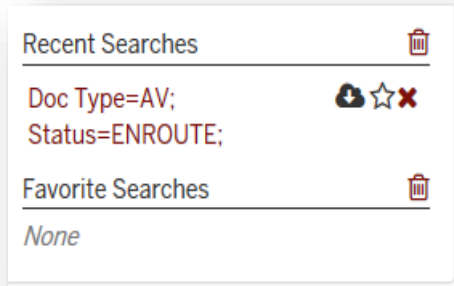 Recent Searches
Doc Type=AV;
Status=ENROUTE;
Favorite Searches
None